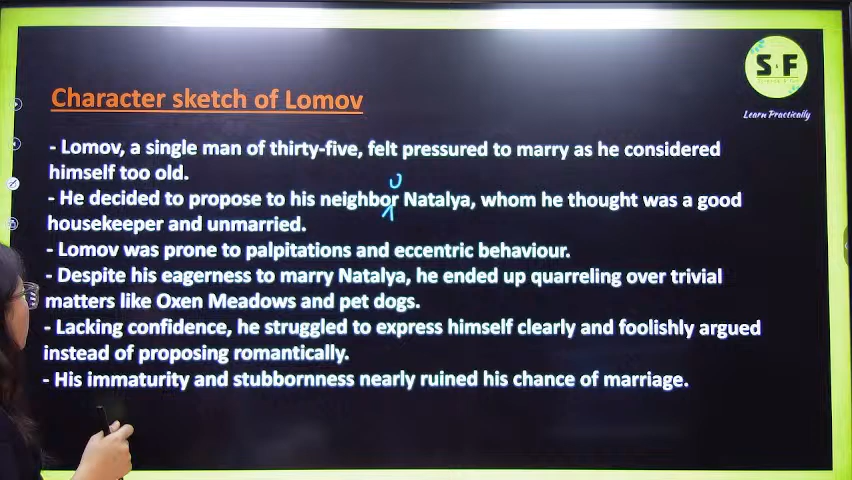 S F
Learn Practically
Character sketch of Lomov
- Lomov, a single man of thirty-five, felt pressured to marry as he considered
himself too old.
u
- He decided to propose to his neighbor Natalya, whom he thought was a good
housekeeper and unmarried.
- Lomov was prone to palpitations and eccentric behaviour.
- Despite his eagerness to marry Natalya, he ended up quarreling over trivial
matters like Oxen Meadows and pet dogs.
- Lacking confidence, he struggled to express himself clearly and foolishly argued
instead of proposing romantically.
- His immaturity and stubbornness nearly ruined his chance of marriage.